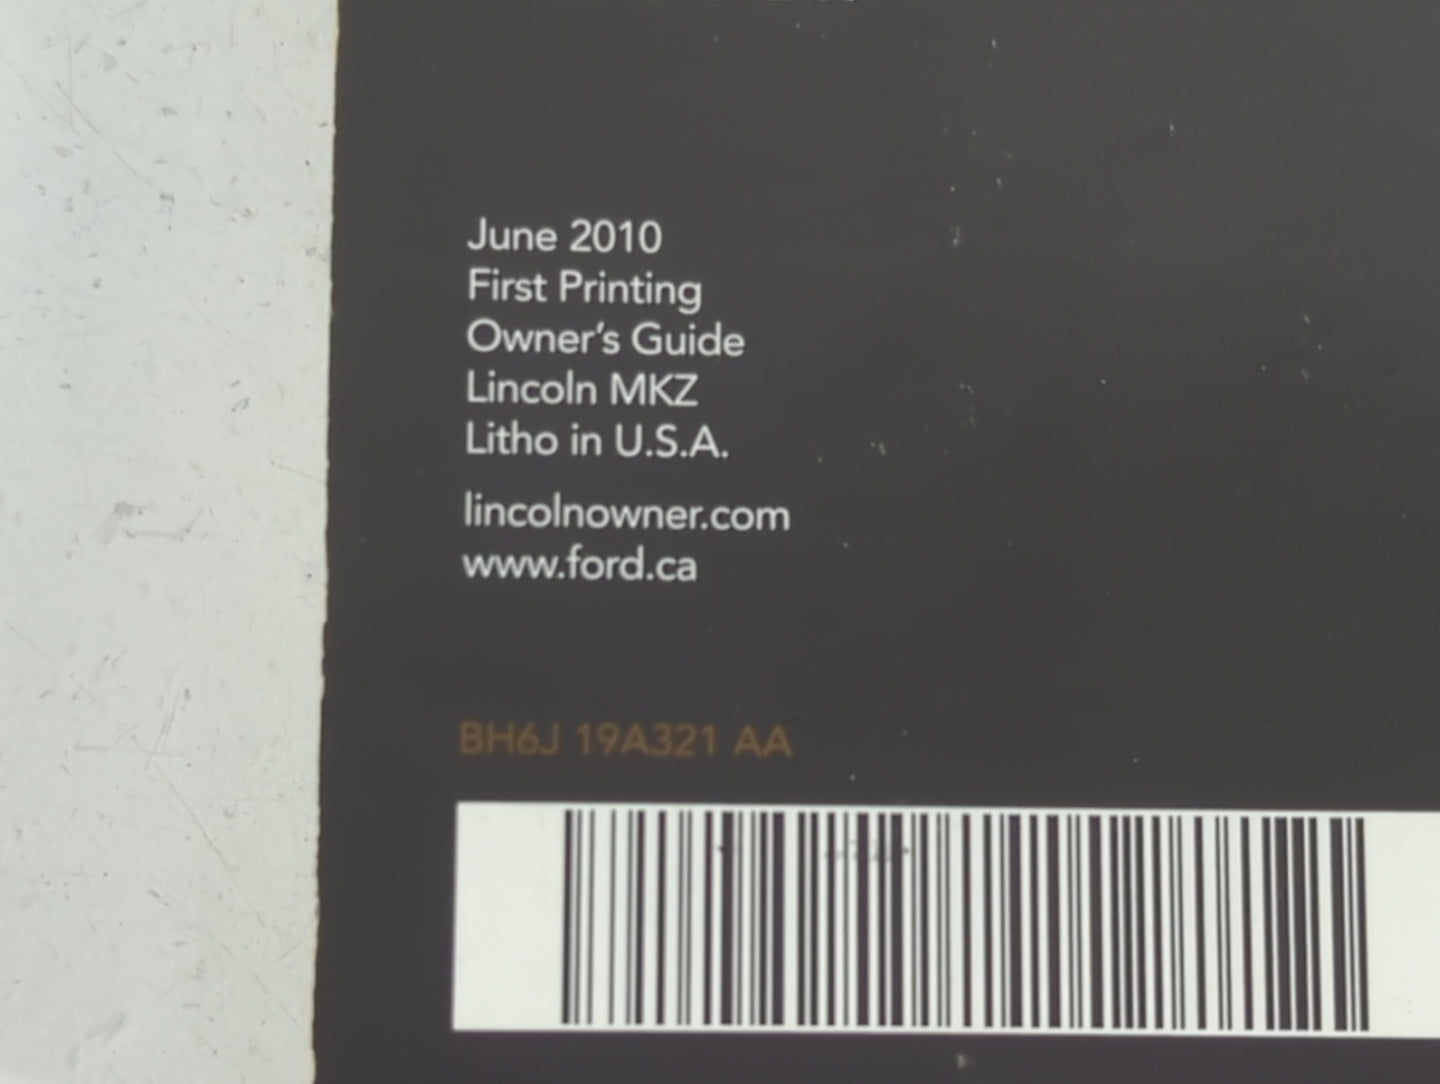 June 2010
First Printing
Owner's Guide
Lincoln MKZ
Litho in U.S.A.
lincolnowner.com
www.ford.ca
BH6J 19A321 AA